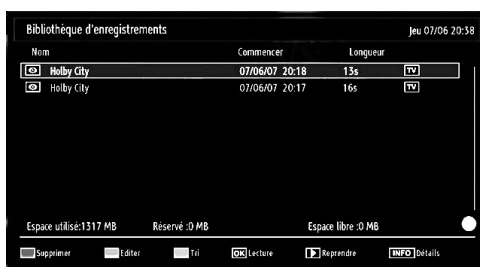 Bibliothèque d'enregistrements Jeu 07/06 20:38
Nom Commencer Longueur
Holby City 07/06/07 20:18 13s TV
Holby City 07/06/07 20:17 16s TV
Espace utilisé:1317 MB Réservé :0 MB Espace libre :0 MB
Supprimer Editer Tri OK Lecture Reprendre INFO Détails